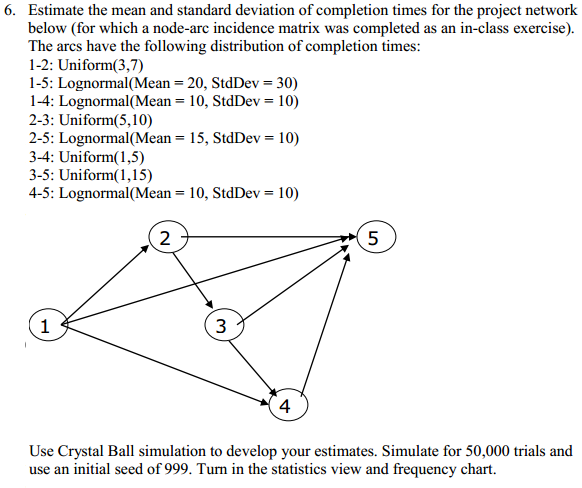 6. Estimate the mean and standard deviation of completion times for the project network
below (for which a node-arc incidence matrix was completed as an in-class exercise).
The arcs have the following distribution of completion times:
1-2: Uniform(3,7)
1-5: Lognormal(Mean = 20, StdDev = 30)
1-4: Lognormal(Mean = 10, StdDev = 10)
2-3: Uniform(5,10)
2-5: Lognormal(Mean = 15, StdDev = 10)
3-4: Uniform(1,5)
3-5: Uniform(1,15)
4-5: Lognormal(Mean = 10, StdDev = 10)
2
5
1
3
4
Use Crystal Ball simulation to develop your estimates. Simulate for 50,000 trials and
use an initial seed of 999. Turn in the statistics view and frequency chart.